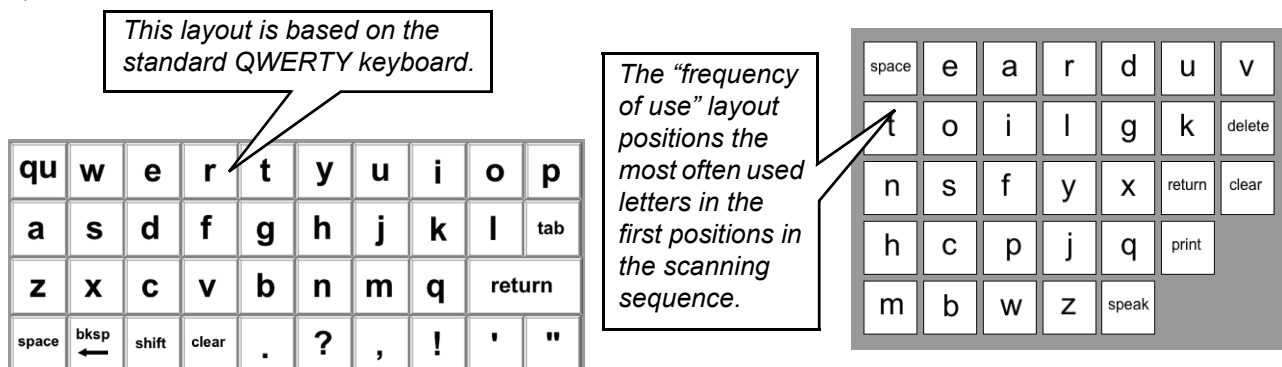 This layout is based on the
standard QWERTY keyboard.
qu w e r t y u i o p
a s d f g h j k l tab
z x c v b n m q return
space bksp shift clear . ? , ! ' "
The “frequency
of use” layout
positions the
most often used
letters in the
first positions in
the scanning
sequence.
space e a r d u v
t o i l g k delete
n s f y x return clear
h c p j q print
m b w z speak